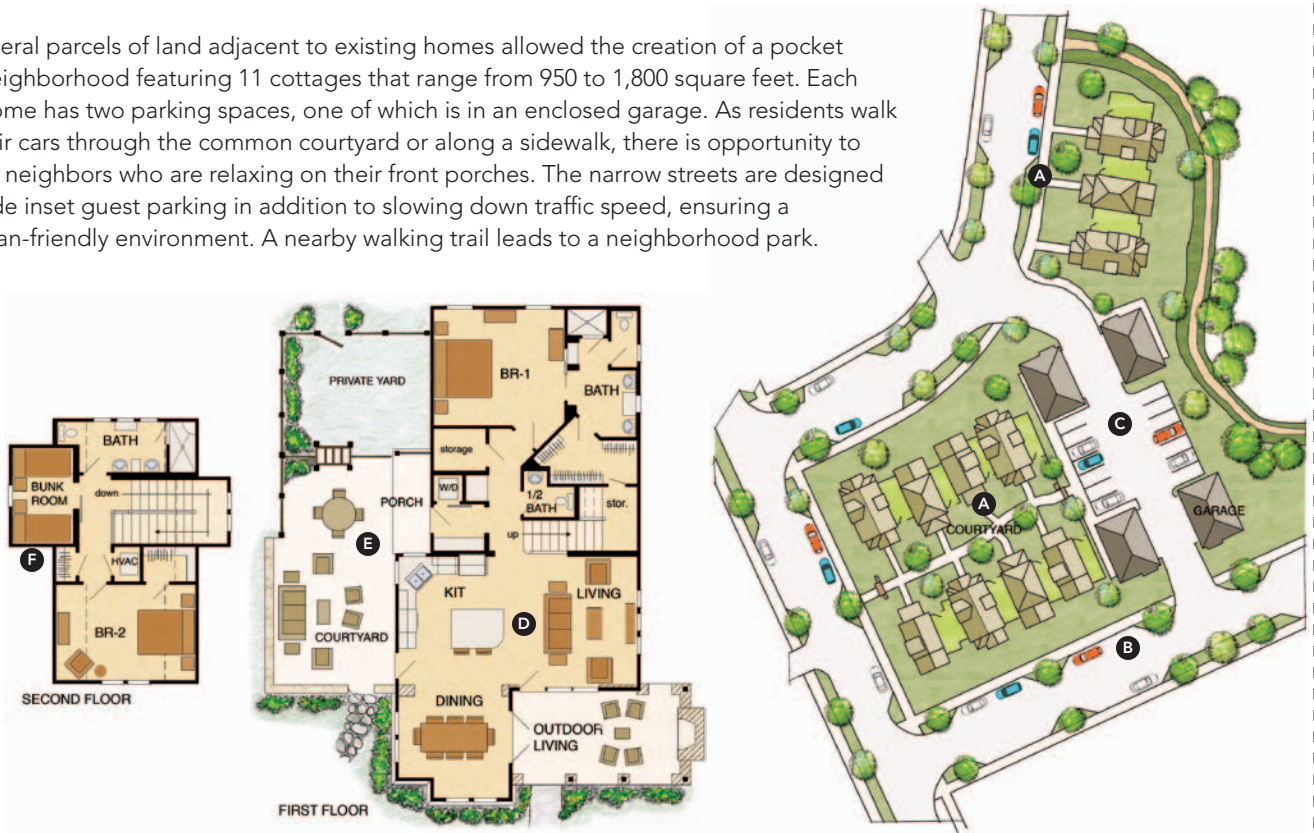 eral parcels of land adjacent to existing homes allowed the creation of a pocket
eighborhood featuring 11 cottages that range from 950 to 1,800 square feet. Each
ome has two parking spaces, one of which is in an enclosed garage. As residents walk
ir cars through the common courtyard or along a sidewalk, there is opportunity to
neighbors who are relaxing on their front porches. The narrow streets are designed
de inset guest parking in addition to slowing down traffic speed, ensuring a
an-friendly environment. A nearby walking trail leads to a neighborhood park.
BATH
BUNK
ROOM
down
F
HVAC
BR-2
SECOND FLOOR
PRIVATE YARD
BR-1
BATH
storage
W/D
PORCH
1/2
BATH
stor.
up
E
KIT
LIVING
D
COURTYARD
DINING
OUTDOOR
LIVING
FIRST FLOOR
A
C
A
COURTYARD
GARAGE
B